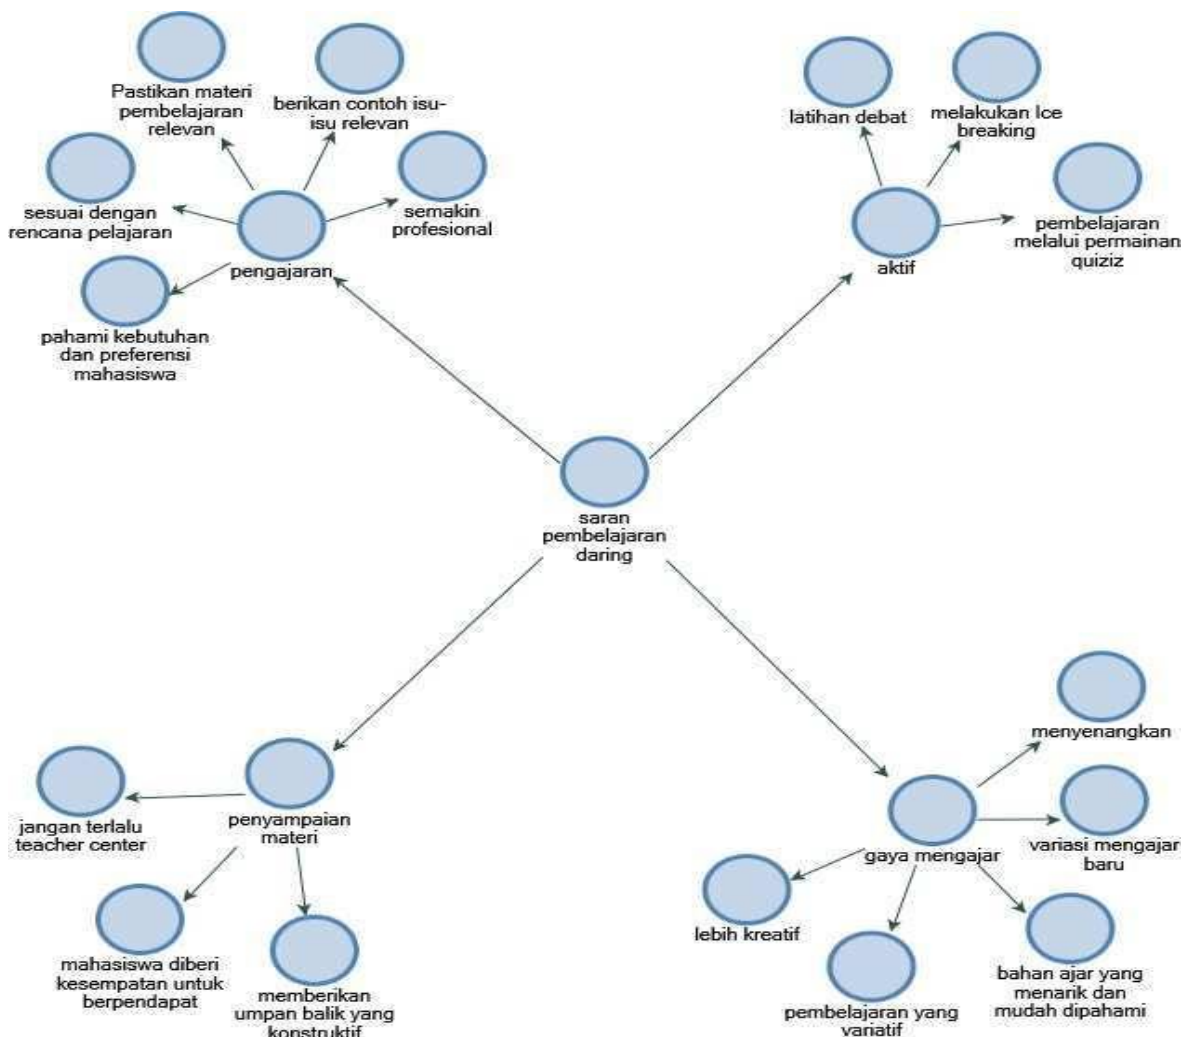 Pastikan materi
pembelajaran
relevan
berikan contoh isu-
isu relevan
sesuai dengan
rencana pelajaran
semakin
profesional
pengajaran
pahami kebutuhan
dan preferensi
mahasiswa
latihan debat
melakukan Ice
breaking
pembelajaran
melalui permainan
quiziz
aktif
saran
pembelajaran
daring
jangan terlalu
teacher center
penyampaian
materi
mahasiswa diberi
kesempatan untuk
berpendapat
memberikan
umpan balik yang
konstruktif
menyenangkan
variasi mengajar
baru
gaya mengajar
lebih kreatif
pembelajaran yang
variatif
bahan ajar yang
menarik dan
mudah dipahami